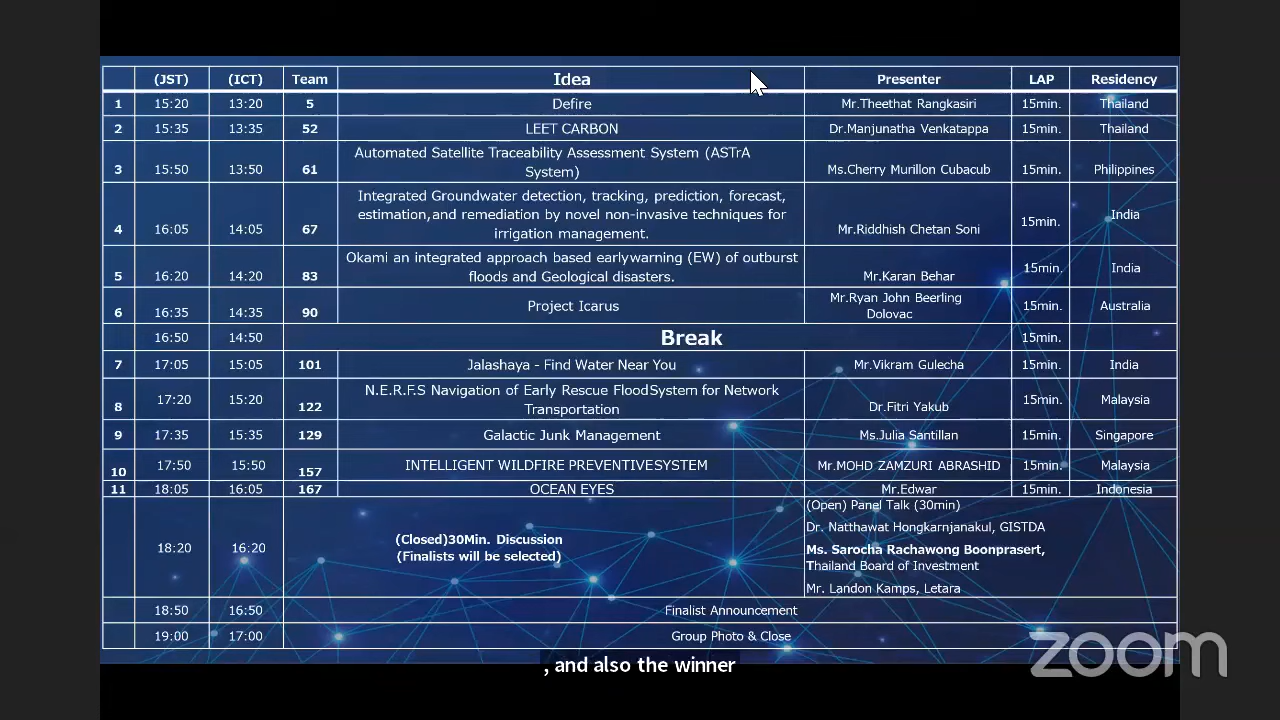 (JST) (ICT) Team Idea Presenter LAP Residency
1 15:20 13:20 5 Defire Mr.Theethat Rangkasiri 15min. Thailand
2 15:35 13:35 52 LEET CARBON Dr.Manjunatha Venkatappa 15min. Thailand
3 15:50 13:50 61 Automated Satellite Traceability Assessment System (ASTrA
System) Ms.Cherry Murillon Cubacub 15min. Philippines
4 16:05 14:05 67 Integrated Groundwater detection, tracking, prediction, forecast,
estimation,and remediation by novel non-invasive techniques for
irrigation management. Mr.Riddhish Chetan Soni 15min. India
5 16:20 14:20 83 Okami an integrated approach based earlywarning (EW) of outburst
floods and Geological disasters. Mr.Karan Behar 15min. India
6 16:35 14:35 90 Project Icarus Mr.Ryan John Beerling
Dolovac 15min. Australia
16:50 14:50 Break 15min.
7 17:05 15:05 101 Jalashaya - Find Water Near You Mr.Vikram Gulecha 15min. India
8 17:20 15:20 122 N.E.R.F.S Navigation of Early Rescue FloodSystem for Network
Transportation Dr.Fitri Yakub 15min. Malaysia
9 17:35 15:35 129 Galactic Junk Management Ms.Julia Santillan 15min. Singapore
10 17:50 15:50 157 INTELLIGENT WILDFIRE PREVENTIVESYSTEM Mr.MOHD ZAMZURI ABRASHID 15min. Malaysia
11 18:05 16:05 167 OCEAN EYES Mr.Edwar 15min. Indonesia
18:20 16:20 (Closed)30Min. Discussion
(Finalists will be selected)
(Open) Panel Talk (30min)
Dr. Natthawat Hongkarnjanakul, GISTDA
Ms. Sarocha Rachawong Boonprasert,
Thailand Board of Investment
Mr. Landon Kamps, Letara
18:50 16:50 Finalist Announcement
19:00 17:00 Group Photo & Close
, and also the winner
zoom